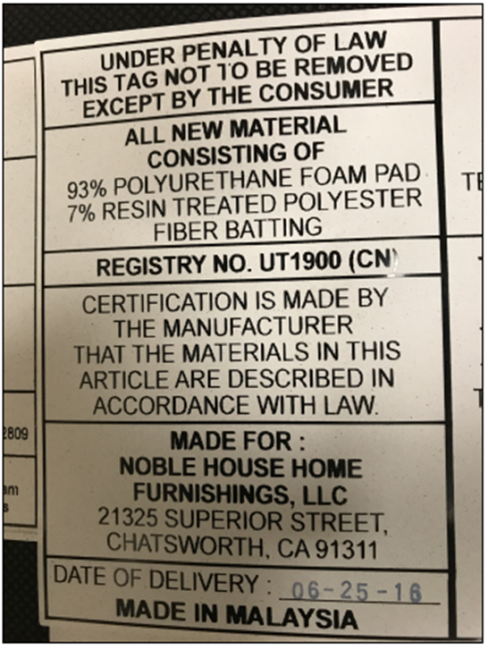 UNDER PENALTY OF LAW
THIS TAG NOT TO BE REMOVED
EXCEPT BY THE CONSUMER
ALL NEW MATERIAL
CONSISTING OF
93% POLYURETHANE FOAM PAD
7% RESIN TREATED POLYESTER
FIBER BATTING
REGISTRY NO. UT1900 (CN)
CERTIFICATION IS MADE BY
THE MANUFACTURER
THAT THE MATERIALS IN THIS
ARTICLE ARE DESCRIBED IN
ACCORDANCE WITH LAW.
MADE FOR :
NOBLE HOUSE HOME
FURNISHINGS, LLC
21325 SUPERIOR STREET,
CHATSWORTH, CA 91311
DATE OF DELIVERY : 06-25-16
MADE IN MALAYSIA
2809